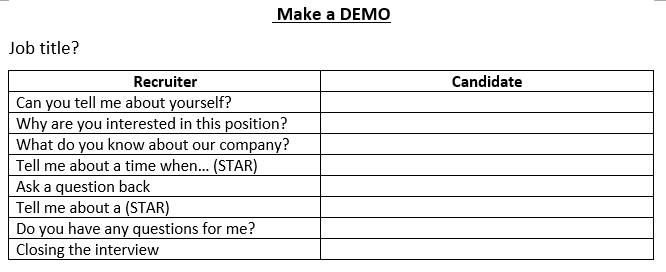 Make a DEMO
Job title?
Recruiter Candidate
Can you tell me about yourself?
Why are you interested in this position?
What do you know about our company?
Tell me about a time when... (STAR)
Ask a question back
Tell me about a (STAR)
Do you have any questions for me?
Closing the interview